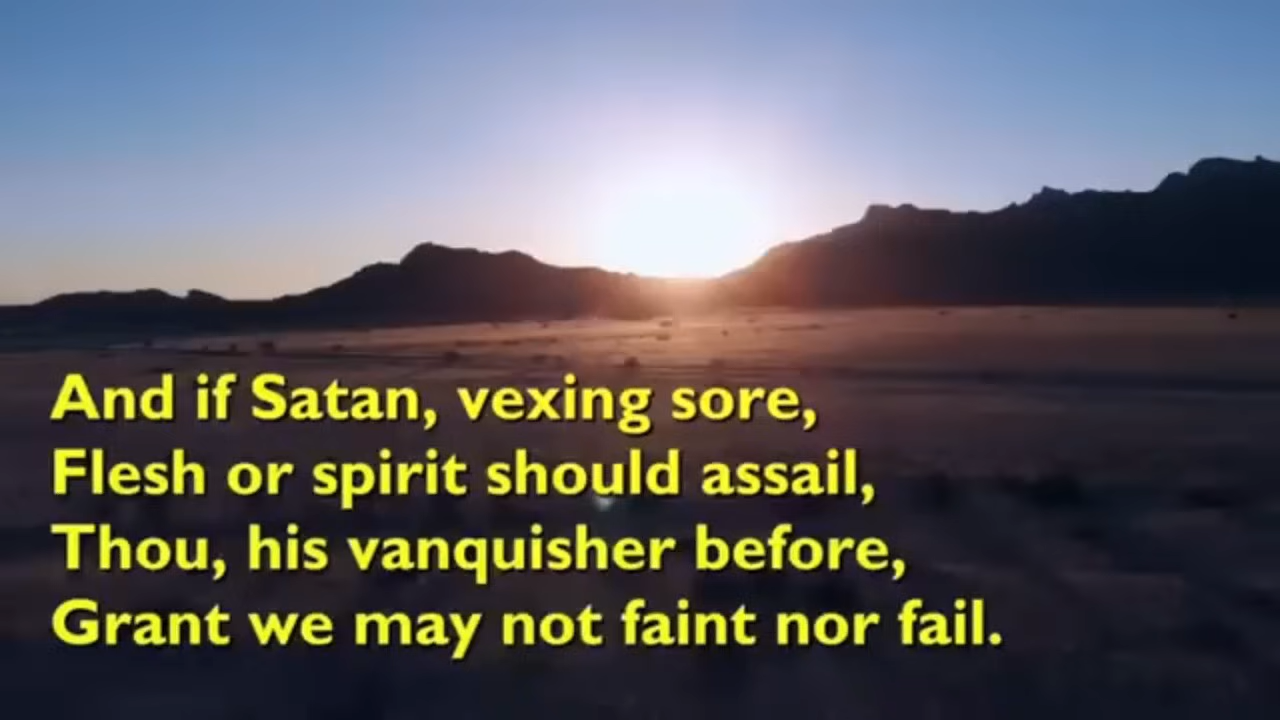 And if Satan, vexing sore,
Flesh or spirit should assail,
Thou, his vanquisher before,
Grant we may not faint nor fail.